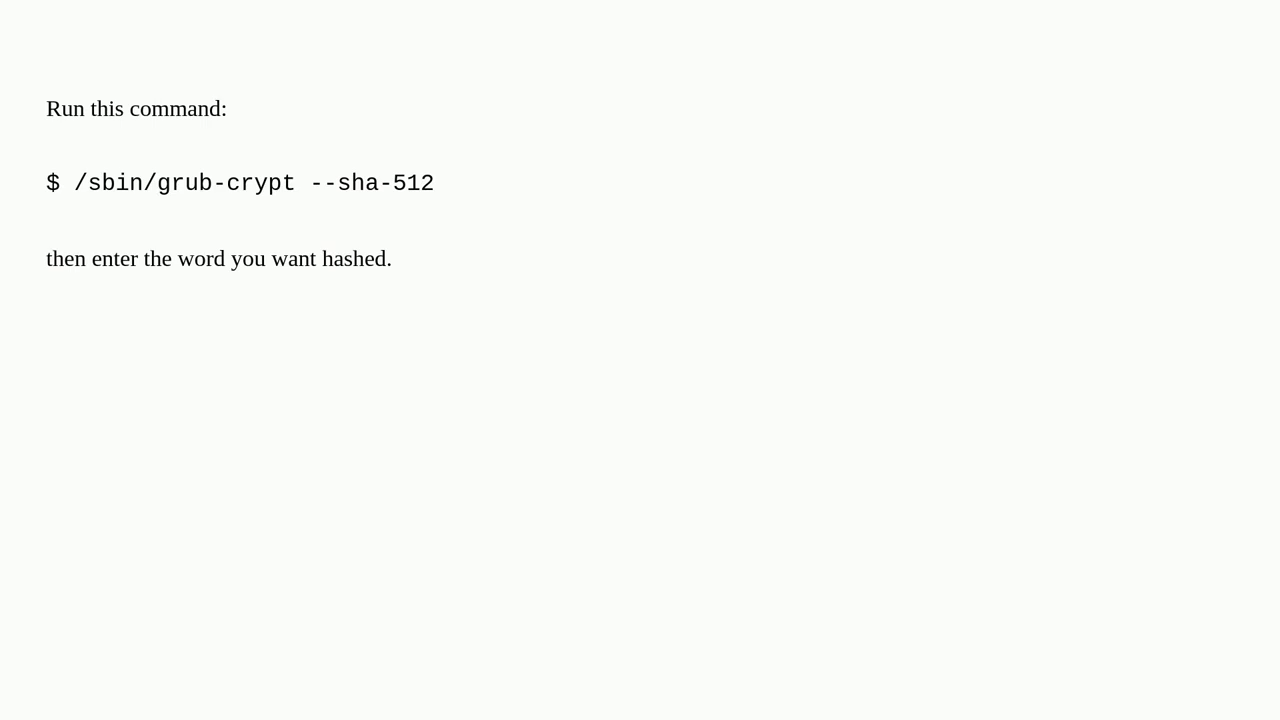 Run this command:
$ /sbin/grub-crypt --sha-512
then enter the word you want hashed.